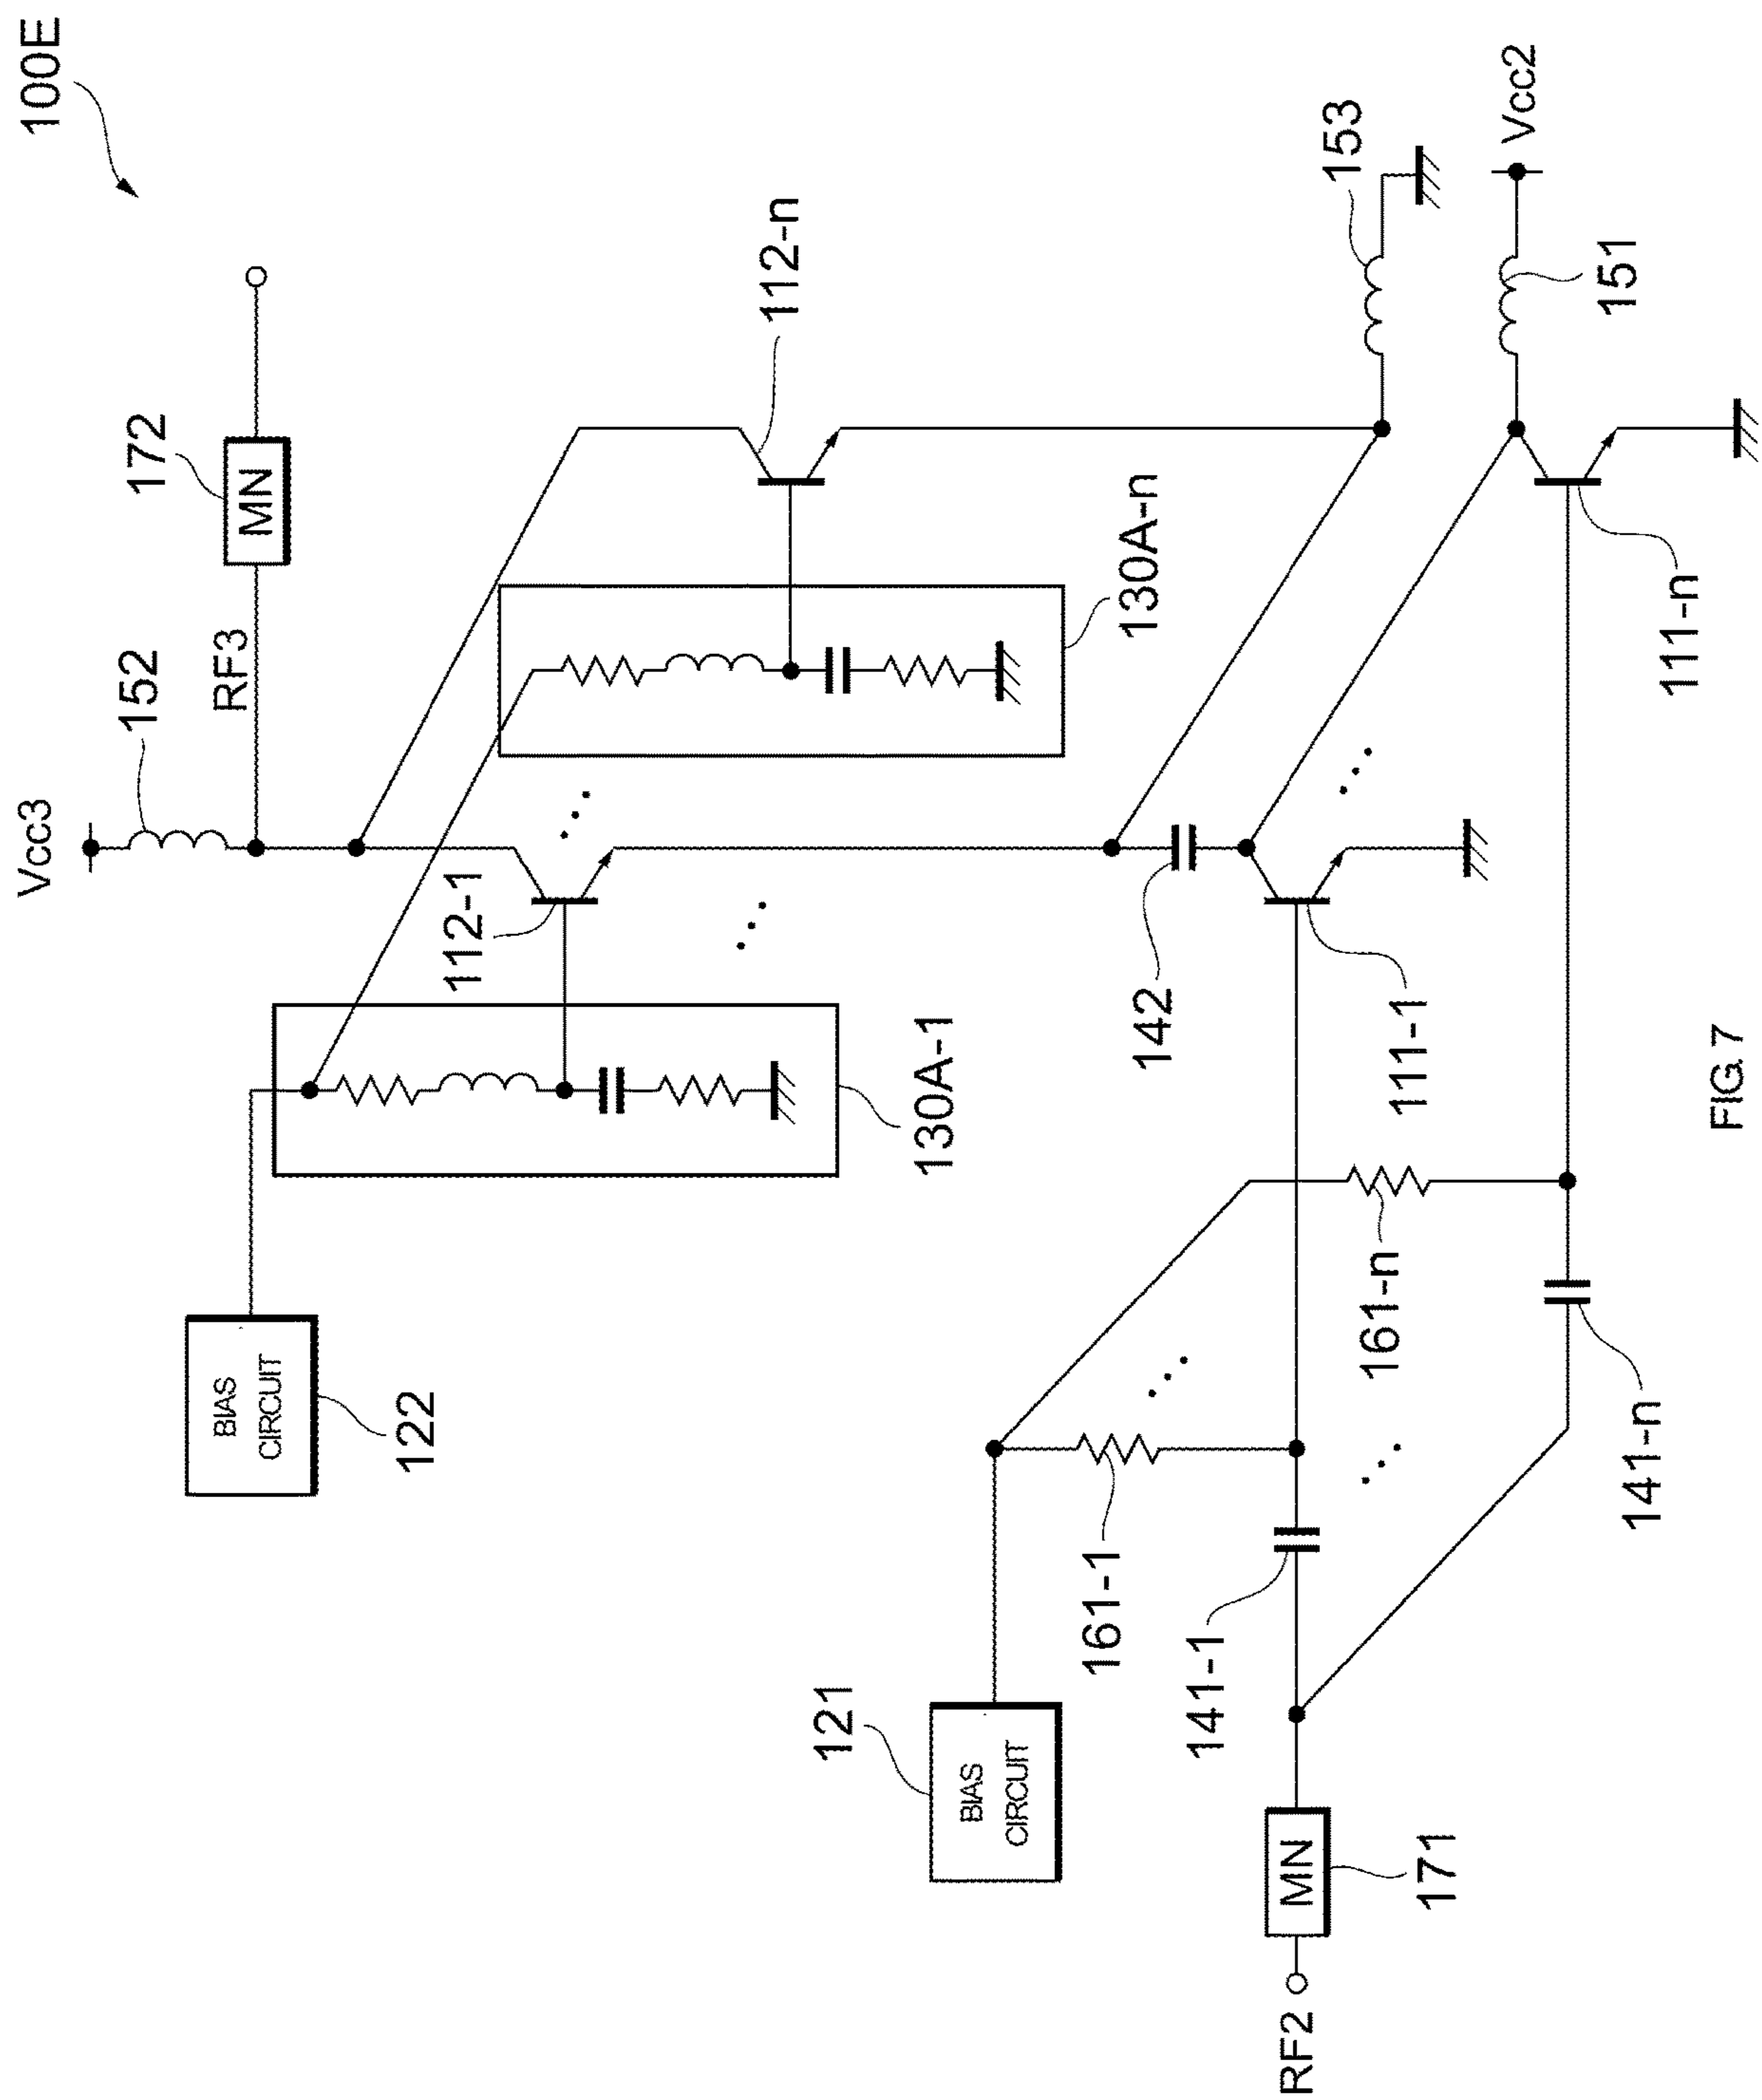 100E
Vcc3
152
RF3
172
MN
112-n
153
Vcc2
151
112-1
130A-n
111-n
130A-1
142
111-1
BIAS
CIRCUIT
122
161-n
141-n
BIAS
CIRCUIT
121
161-1
141-1
MN
171
RF2
FIG. 7